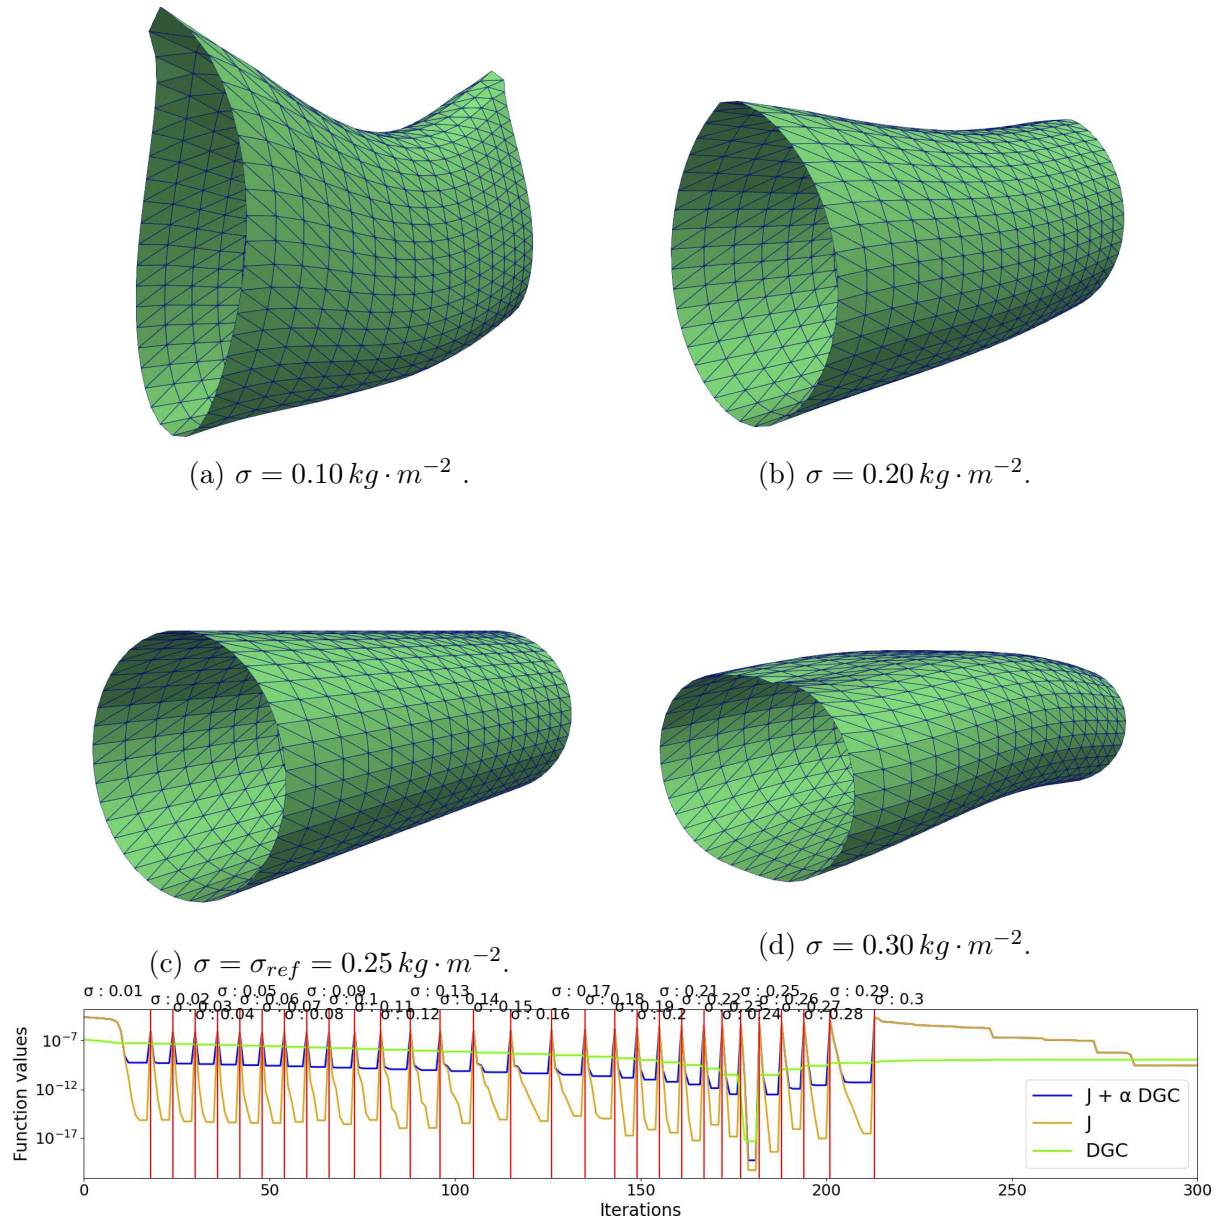 (a) σ = 0.10 kg · m⁻² .
(b) σ = 0.20 kg · m⁻².
(c) σ = σ_ref = 0.25 kg · m⁻².
(d) σ = 0.30 kg · m⁻².
σ : 0.01
σ : 0.02
σ : 0.03
σ : 0.04
σ : 0.05
σ : 0.06
σ : 0.07
σ : 0.08
σ : 0.09
σ : 0.1
σ : 0.11
σ : 0.12
σ : 0.13
σ : 0.14
σ : 0.15
σ : 0.16
σ : 0.17
σ : 0.18
σ : 0.19
σ : 0.2
σ : 0.21
σ : 0.22
σ : 0.23
σ : 0.24
σ : 0.25
σ : 0.26
σ : 0.27
σ : 0.28
σ : 0.29
σ : 0.3
Function values
10⁻⁷
10⁻¹²
10⁻¹⁷
J + α DGC
J
DGC
0 50 100 150 200 250 300
Iterations